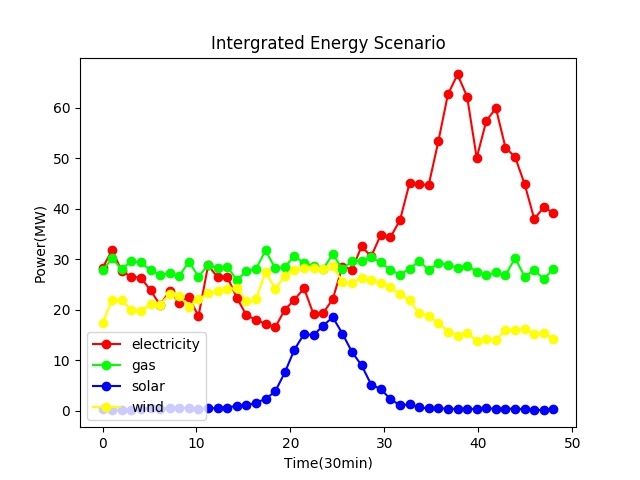 Intergrated Energy Scenario
Power(MW)
60
50
40
30
20
10
0
electricity
gas
solar
wind
0 10 20 30 40 50
Time(30min)